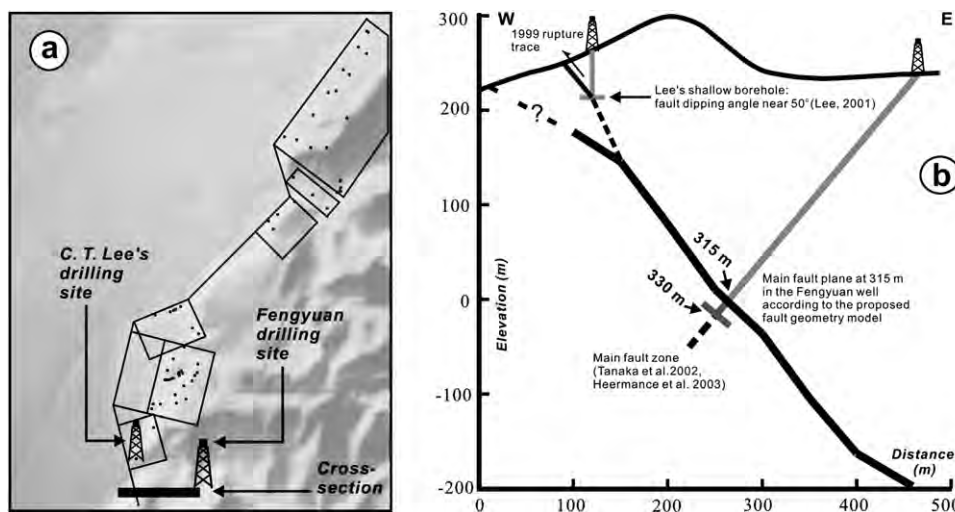 a
C. T. Lee's
drilling
site
Fengyuan
drilling
site
Cross-
section
300
W
E
1999 rupture
trace
Lee's shallow borehole:
fault dipping angle near 50°(Lee, 2001)
200
?
b
100
315 m
330 m
Main fault plane at 315 m
in the Fengyuan well
according to the proposed
fault geometry model
0
Elevation (m)
Main fault zone
(Tanaka et al.2002,
Heermance et al. 2003)
-100
Distance
(m)
-200
0
100
200
300
400
500